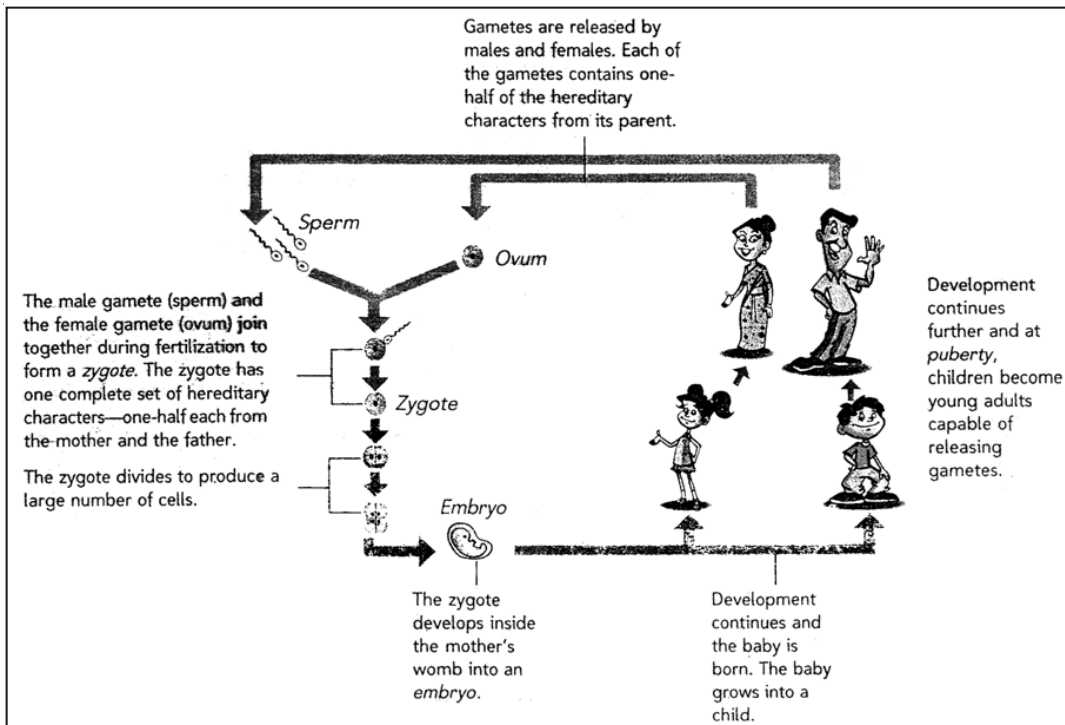 Gametes are released by
males and females. Each of
the gametes contains one-
half of the hereditary
characters from its parent.
Sperm
Ovum
The male gamete (sperm) and
the female gamete (ovum) join
together during fertilization to
form a zygote. The zygote has
one complete set of hereditary
characters—one-half each from
the mother and the father.
Zygote
The zygote divides to produce a
large number of cells.
Development
continues
further and at
puberty,
children become
young adults
capable of
releasing
gametes.
Embryo
The zygote
develops inside
the mother's
womb into an
embryo.
Development
continues and
the baby is
born. The baby
grows into a
child.